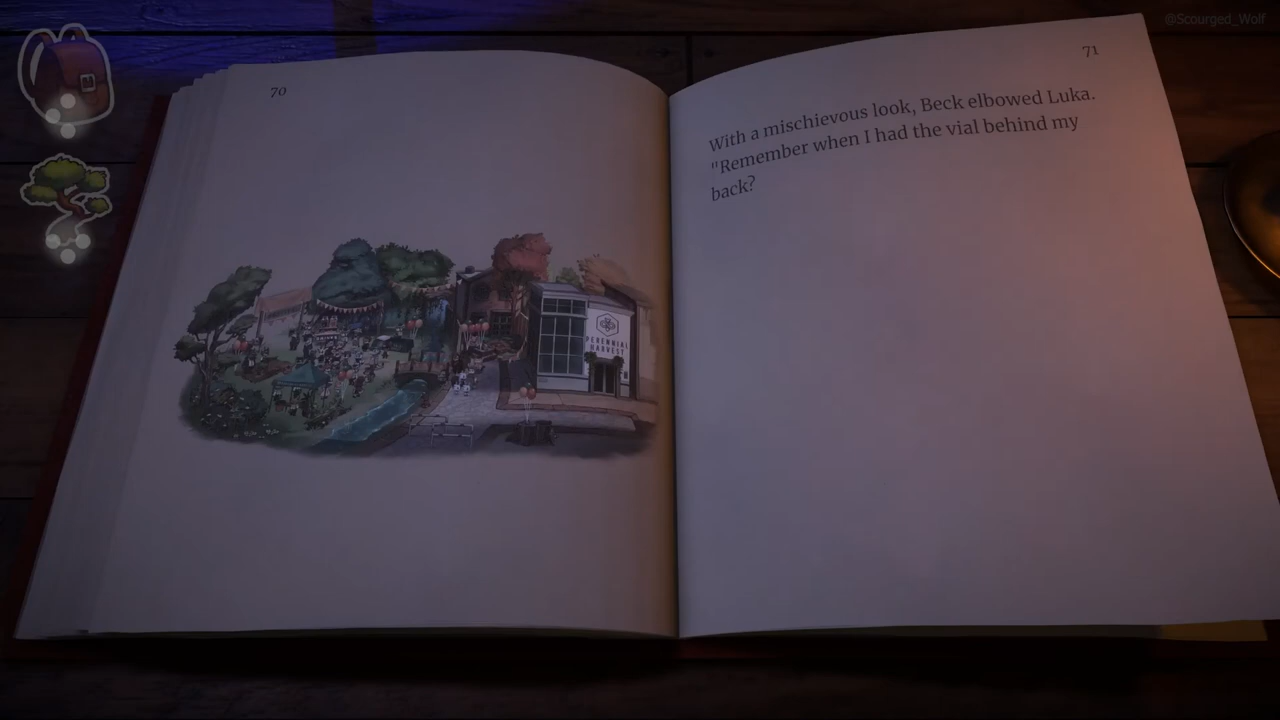 @Scourged_Wolf
70
PERENNIAL
HARVEST
71
With a mischievous look, Beck elbowed Luka.
"Remember when I had the vial behind my
back?